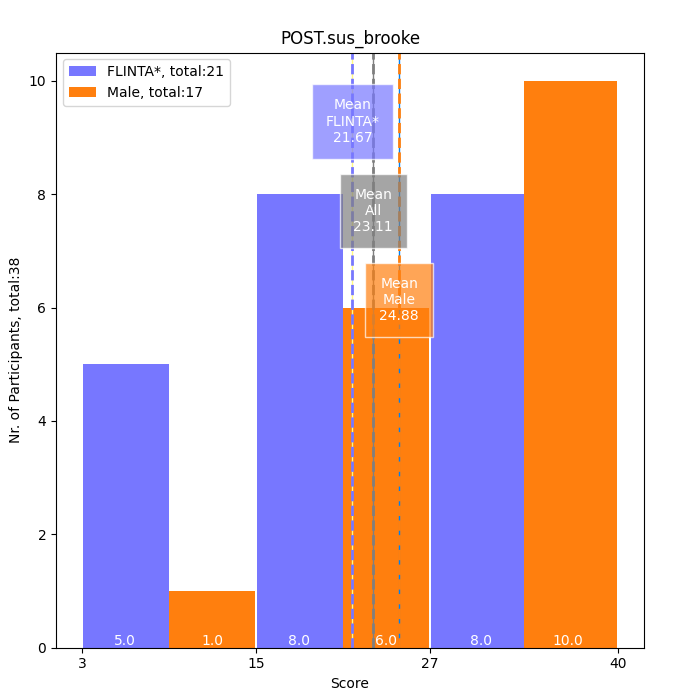 POST.sus_brooke
FLINTA*, total:21
Male, total:17
Mean
FLINTA*
21.67
Mean
All
23.11
Mean
Male
24.88
Nr. of Participants, total:38
10
8
6
4
2
0
5.0
1.0
8.0
6.0
8.0
10.0
3
15
27
40
Score